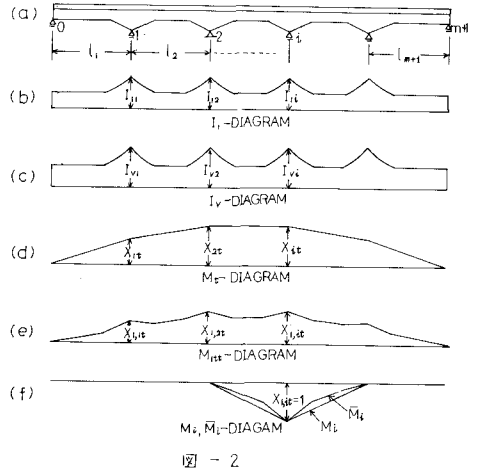 (a)
0 1 2 i m+1
l₁ l₂ lₘ₊₁
(b)
I₁₁ I₁₂ I₁ᵢ
I₁-DIAGRAM
(c)
Iᵥ₁ Iᵥ₂ Iᵥᵢ
Iᵥ-DIAGRAM
(d)
X₁ₜ X₂ₜ Xᵢₜ
Mₜ-DIAGRAM
(e)
X₁,₁ₜ X₁,₂ₜ X₁,ᵢₜ
M₁ₜₜ-DIAGRAM
(f)
X₁,ᵢₜ=1
M̄ᵢ
Mᵢ
Mᵢ, M̄ᵢ-DIAGAM
図 - 2